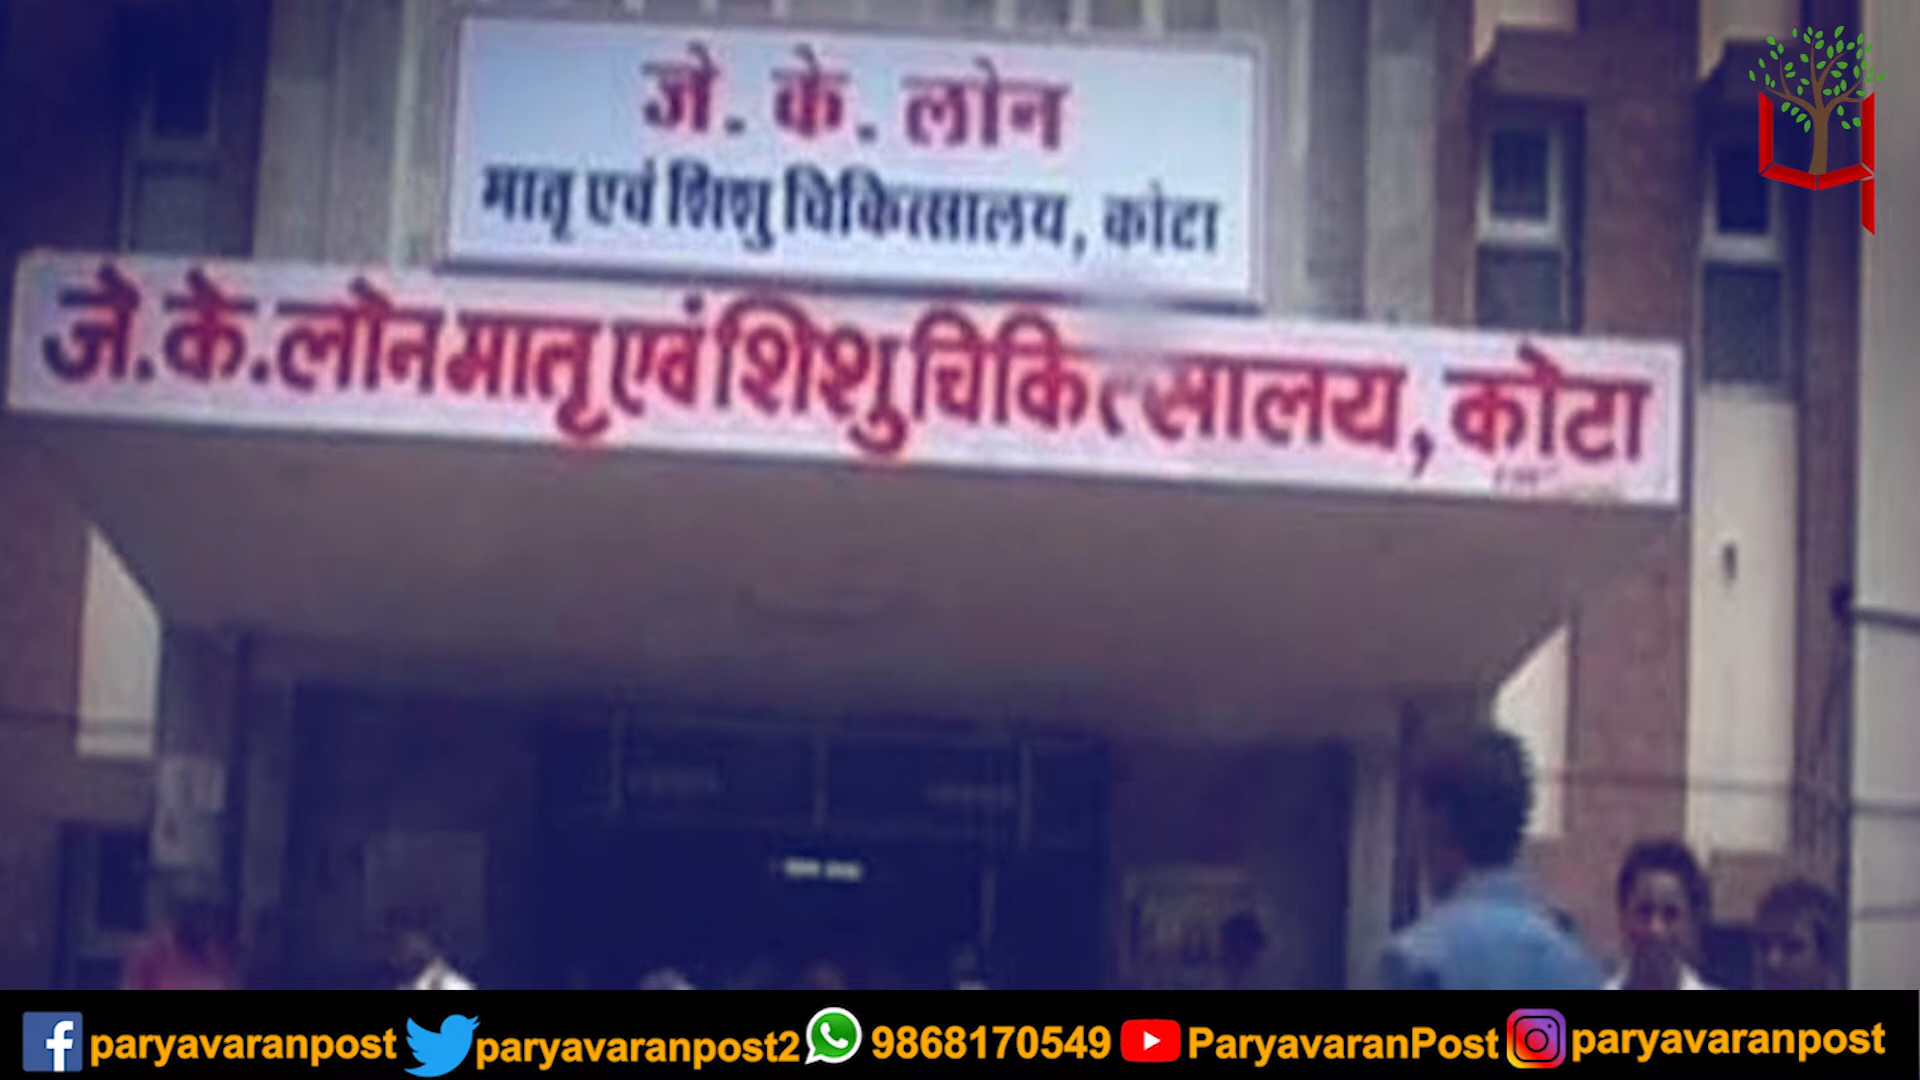 जे. के. लोन
मातृ एवं शिशु चिकित्सालय, कोटा
जे.के.लोन मातृ एवं शिशु चिकित्सालय, कोटा
paryavaranpost paryavaranpost2 9868170549 ParyavaranPost paryavaranpost